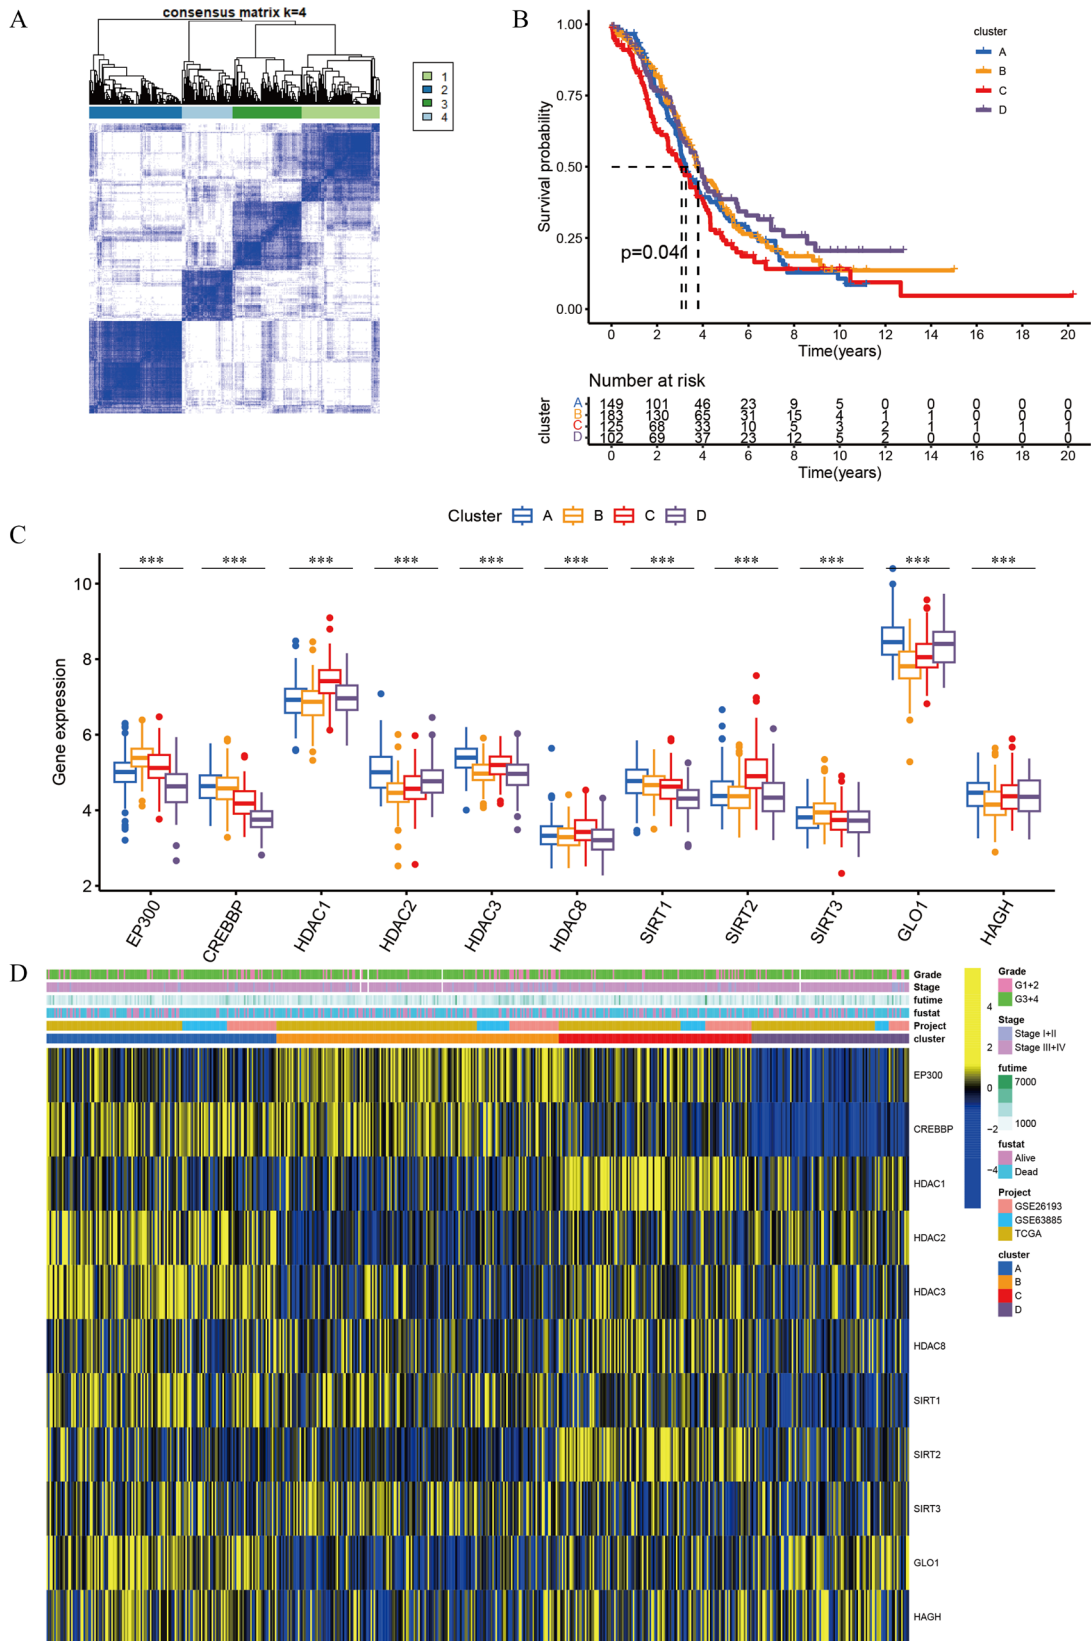 A
consensus matrix k=4
1
2
3
4
B
1.00
0.75
0.50
0.25
0.00
Survival probability
cluster
A
B
C
D
0 2 4 6 8 10 12 14 16 18 20
Time(years)
Number at risk
cluster
A 149 101 46 23 9 5 0 0 0 0 0
B 183 130 65 31 15 4 1 1 0 0 0
C 125 68 33 10 5 3 2 1 1 1 1
D 102 69 37 23 12 5 2 0 0 0 0
0 2 4 6 8 10 12 14 16 18 20
Time(years)
C
Cluster A B C D
*** *** *** *** *** *** *** *** *** *** ***
Gene expression
10
8
6
4
2
EP300 CREBBP HDAC1 HDAC2 HDAC3 HDAC8 SIRT1 SIRT2 SIRT3 GLO1 HAGH
D
Grade
Stage
futime
fustat
Project
cluster
EP300
CREBBP
HDAC1
HDAC2
HDAC3
HDAC8
SIRT1
SIRT2
SIRT3
GLO1
HAGH
4
2
0
−2
−4
Grade
G1+2
G3+4
Stage
Stage I+II
Stage III+IV
futime
7000
1000
fustat
Alive
Dead
Project
GSE26193
GSE63885
TCGA
cluster
A
B
C
D